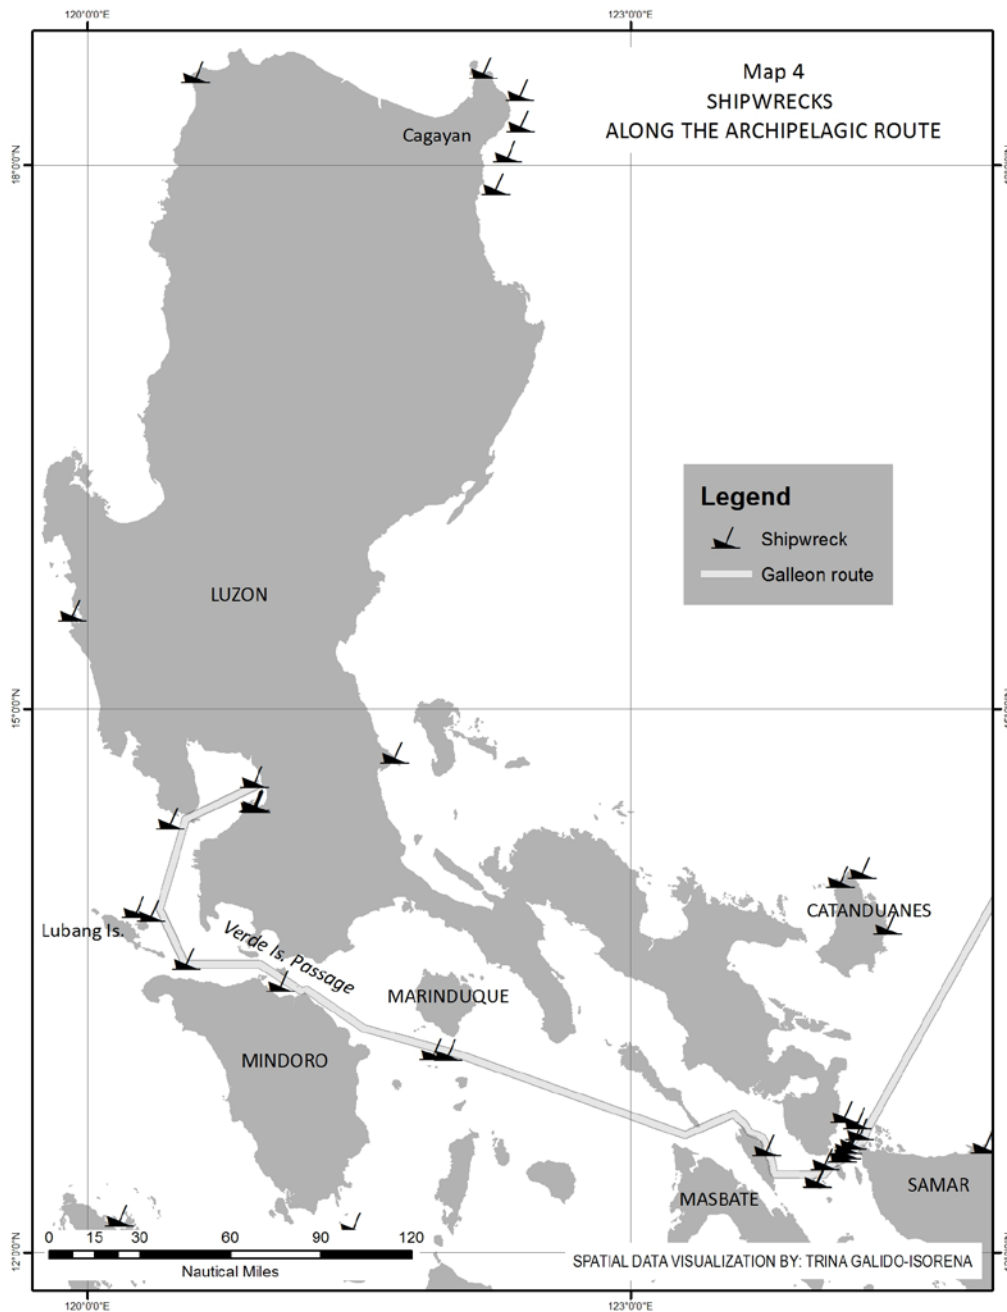 120°0'0"E
123°0'0"E
Map 4
SHIPWRECKS
ALONG THE ARCHIPELAGIC ROUTE
Cagayan
18°0'0"N
Legend
Shipwreck
Galleon route
LUZON
15°0'0"N
CATANDUANES
Lubang Is.
Verde Is. Passage
MARINDUQUE
MINDORO
SAMAR
MASBATE
0 15 30 60 90 120
Nautical Miles
SPATIAL DATA VISUALIZATION BY: TRINA GALIDO-ISORENA
12°0'0"N
120°0'0"E
123°0'0"E